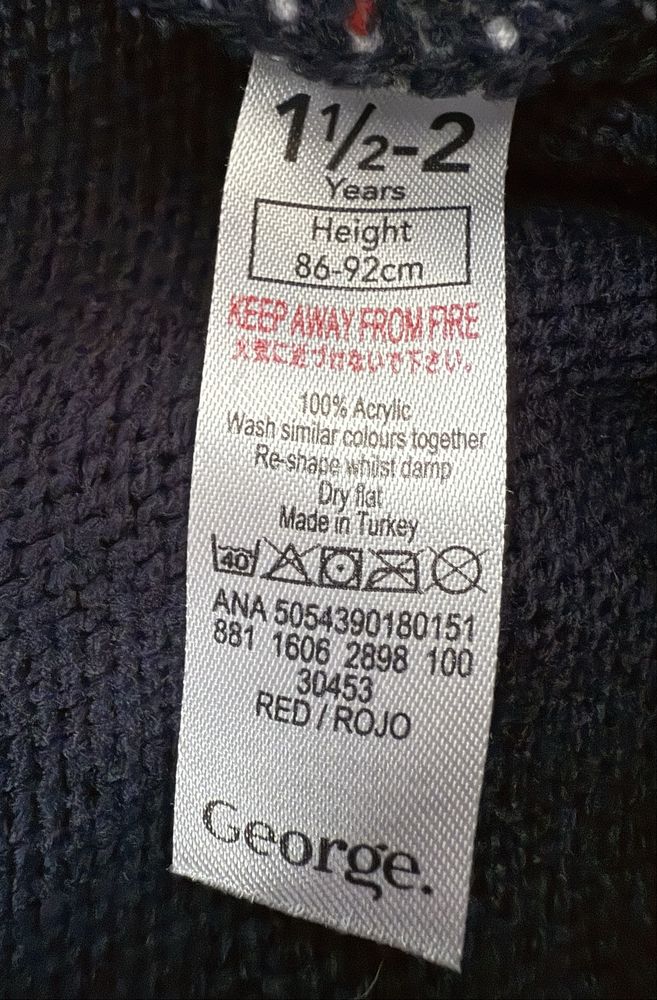 1½-2
Years
Height
86-92cm
KEEP AWAY FROM FIRE
火気に近づけないで下さい。
100% Acrylic
Wash similar colours together
Re-shape whilst damp
Dry flat
Made in Turkey
40
ANA 5054390180151
881 1606 2898 100
30453
RED / ROJO
George.